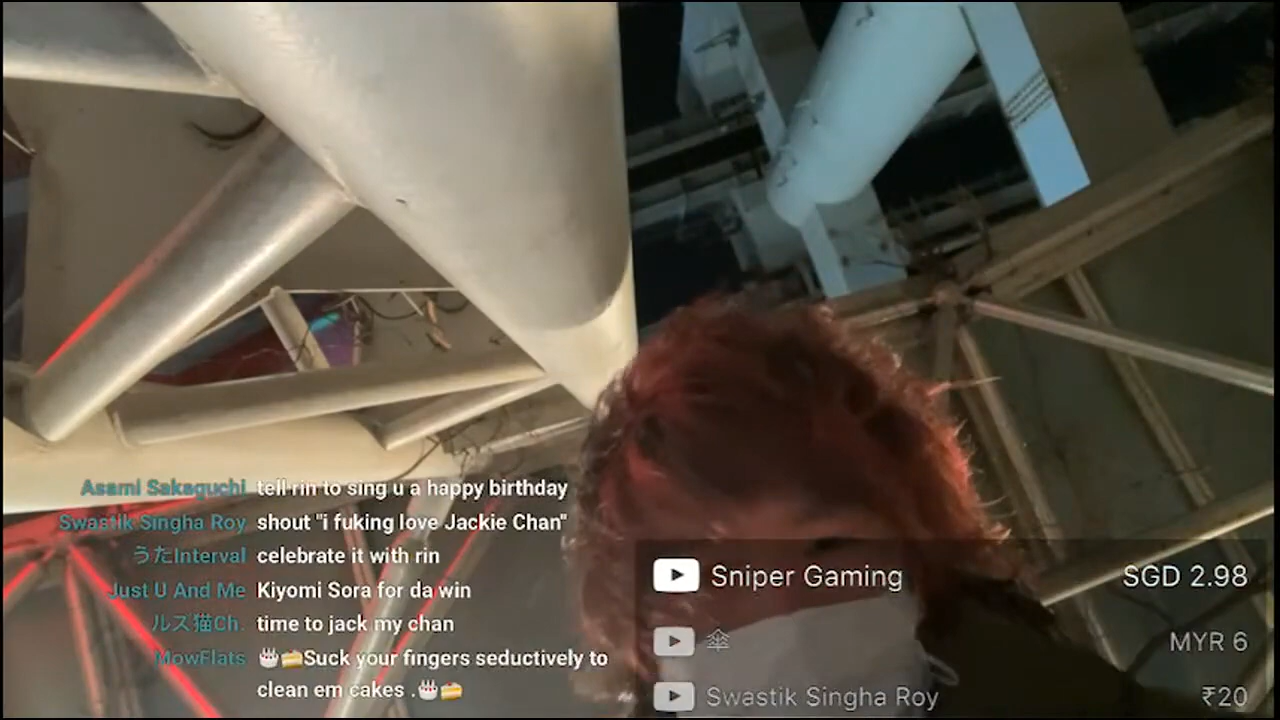 Asami Sakaguchi tell rin to sing u a happy birthday
Swastik Singha Roy shout "i fuking love Jackie Chan"
うたInterval celebrate it with rin
Just U And Me Kiyomi Sora for da win
ルス猫Ch. time to jack my chan
MowFlats 🎂🍰Suck your fingers seductively to
clean em cakes .🎂🍰
Sniper Gaming SGD 2.98
傘 MYR 6
Swastik Singha Roy ₹20